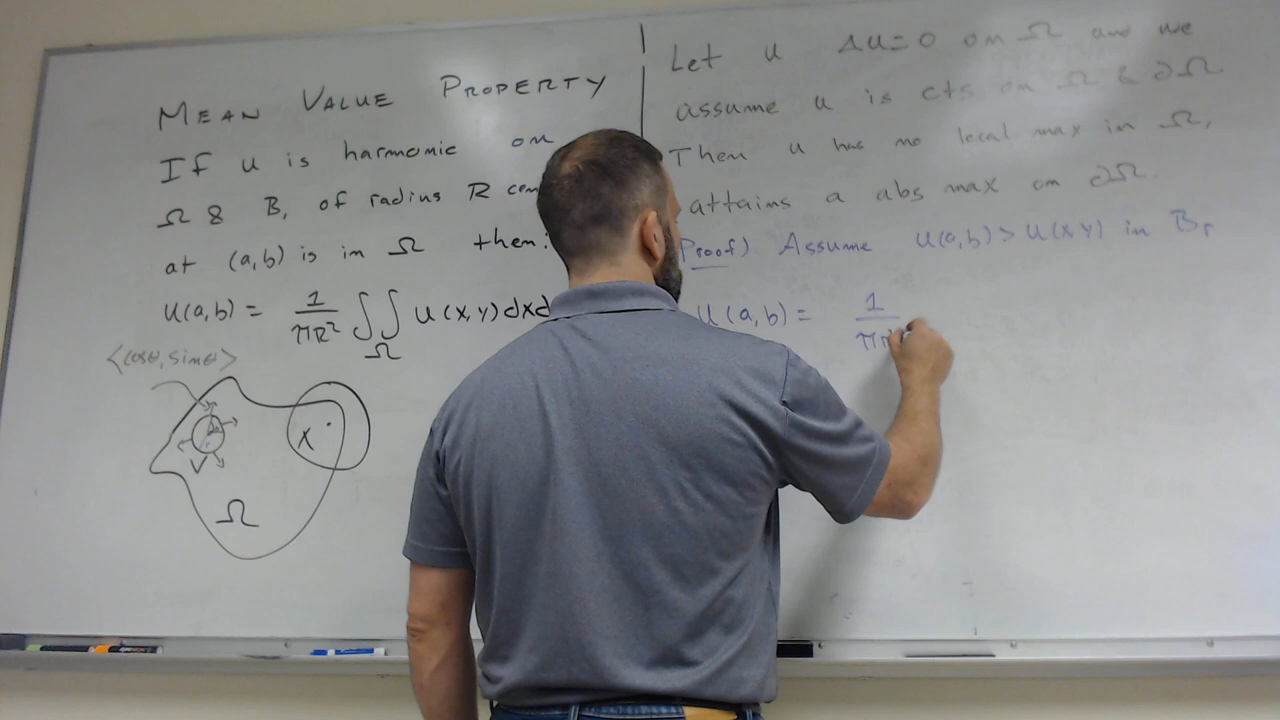 MEAN VALUE PROPERTY
If u is harmonic on
Ω & B, of radius R
at (a,b) is in Ω then:
u(a,b) = 1/πR² ∫∫_Ω u(x,y)dxd
<cosθ, sinθ>
X
Ω
Let u Δu=0 on Ω and we
assume u is cts on Ω & ∂Ω
Then u has no local max in Ω,
attains a abs max on ∂Ω.
Proof) Assume u(a,b)>u(x,y) in Br
u(a,b) = 1/πr²